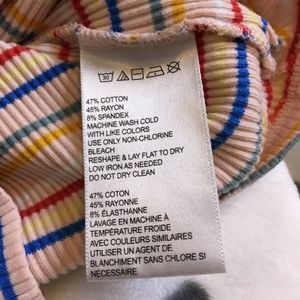 30
47% COTTON
45% RAYON
8% SPANDEX
MACHINE WASH COLD
WITH LIKE COLORS
USE ONLY NON-CHLORINE
BLEACH
RESHAPE & LAY FLAT TO DRY
LOW IRON AS NEEDED
DO NOT DRY CLEAN
47% COTON
45% RAYONNE
8% ÉLASTHANNE
LAVAGE EN MACHINE À
TEMPÉRATURE FROIDE
AVEC COULEURS SIMILAIRES
UTILISER UN AGENT DE
BLANCHIMENT SANS CHLORE SI
NÉCESSAIRE